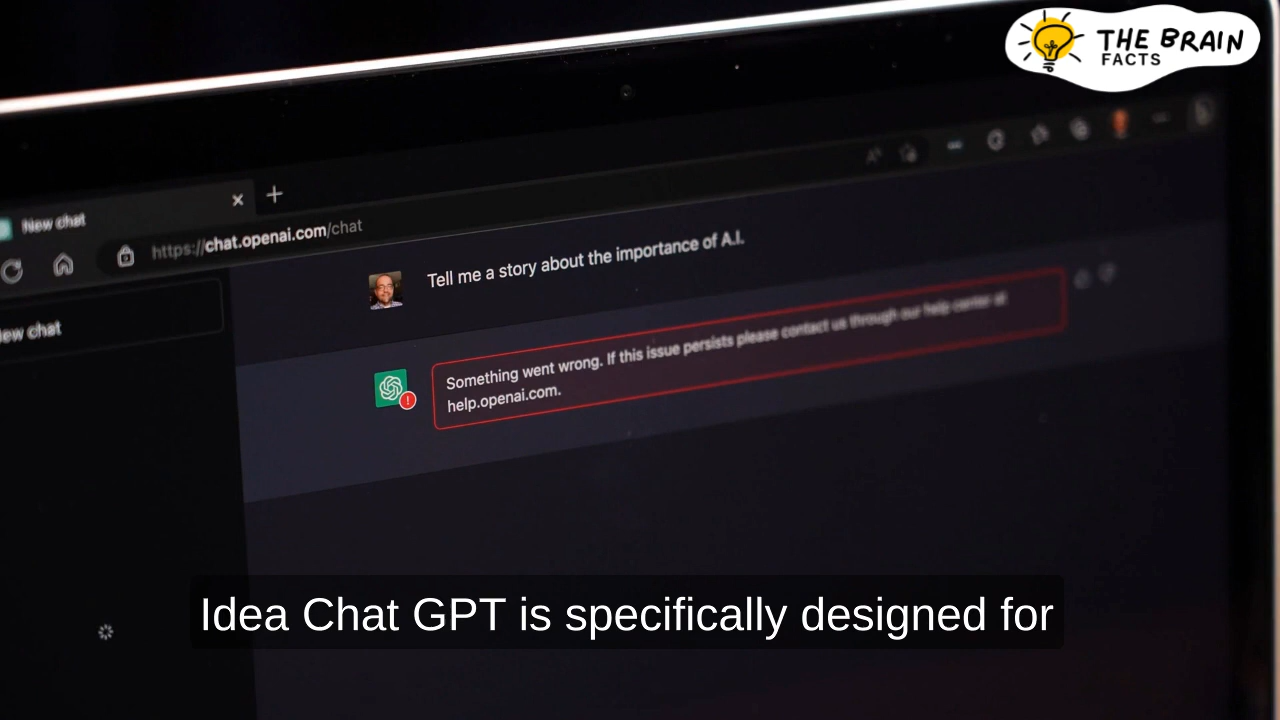 THE BRAIN
FACTS
New chat
https://chat.openai.com/chat
New chat
Tell me a story about the importance of A.I.
Something went wrong. If this issue persists please contact us through our help center at
help.openai.com.
Idea Chat GPT is specifically designed for